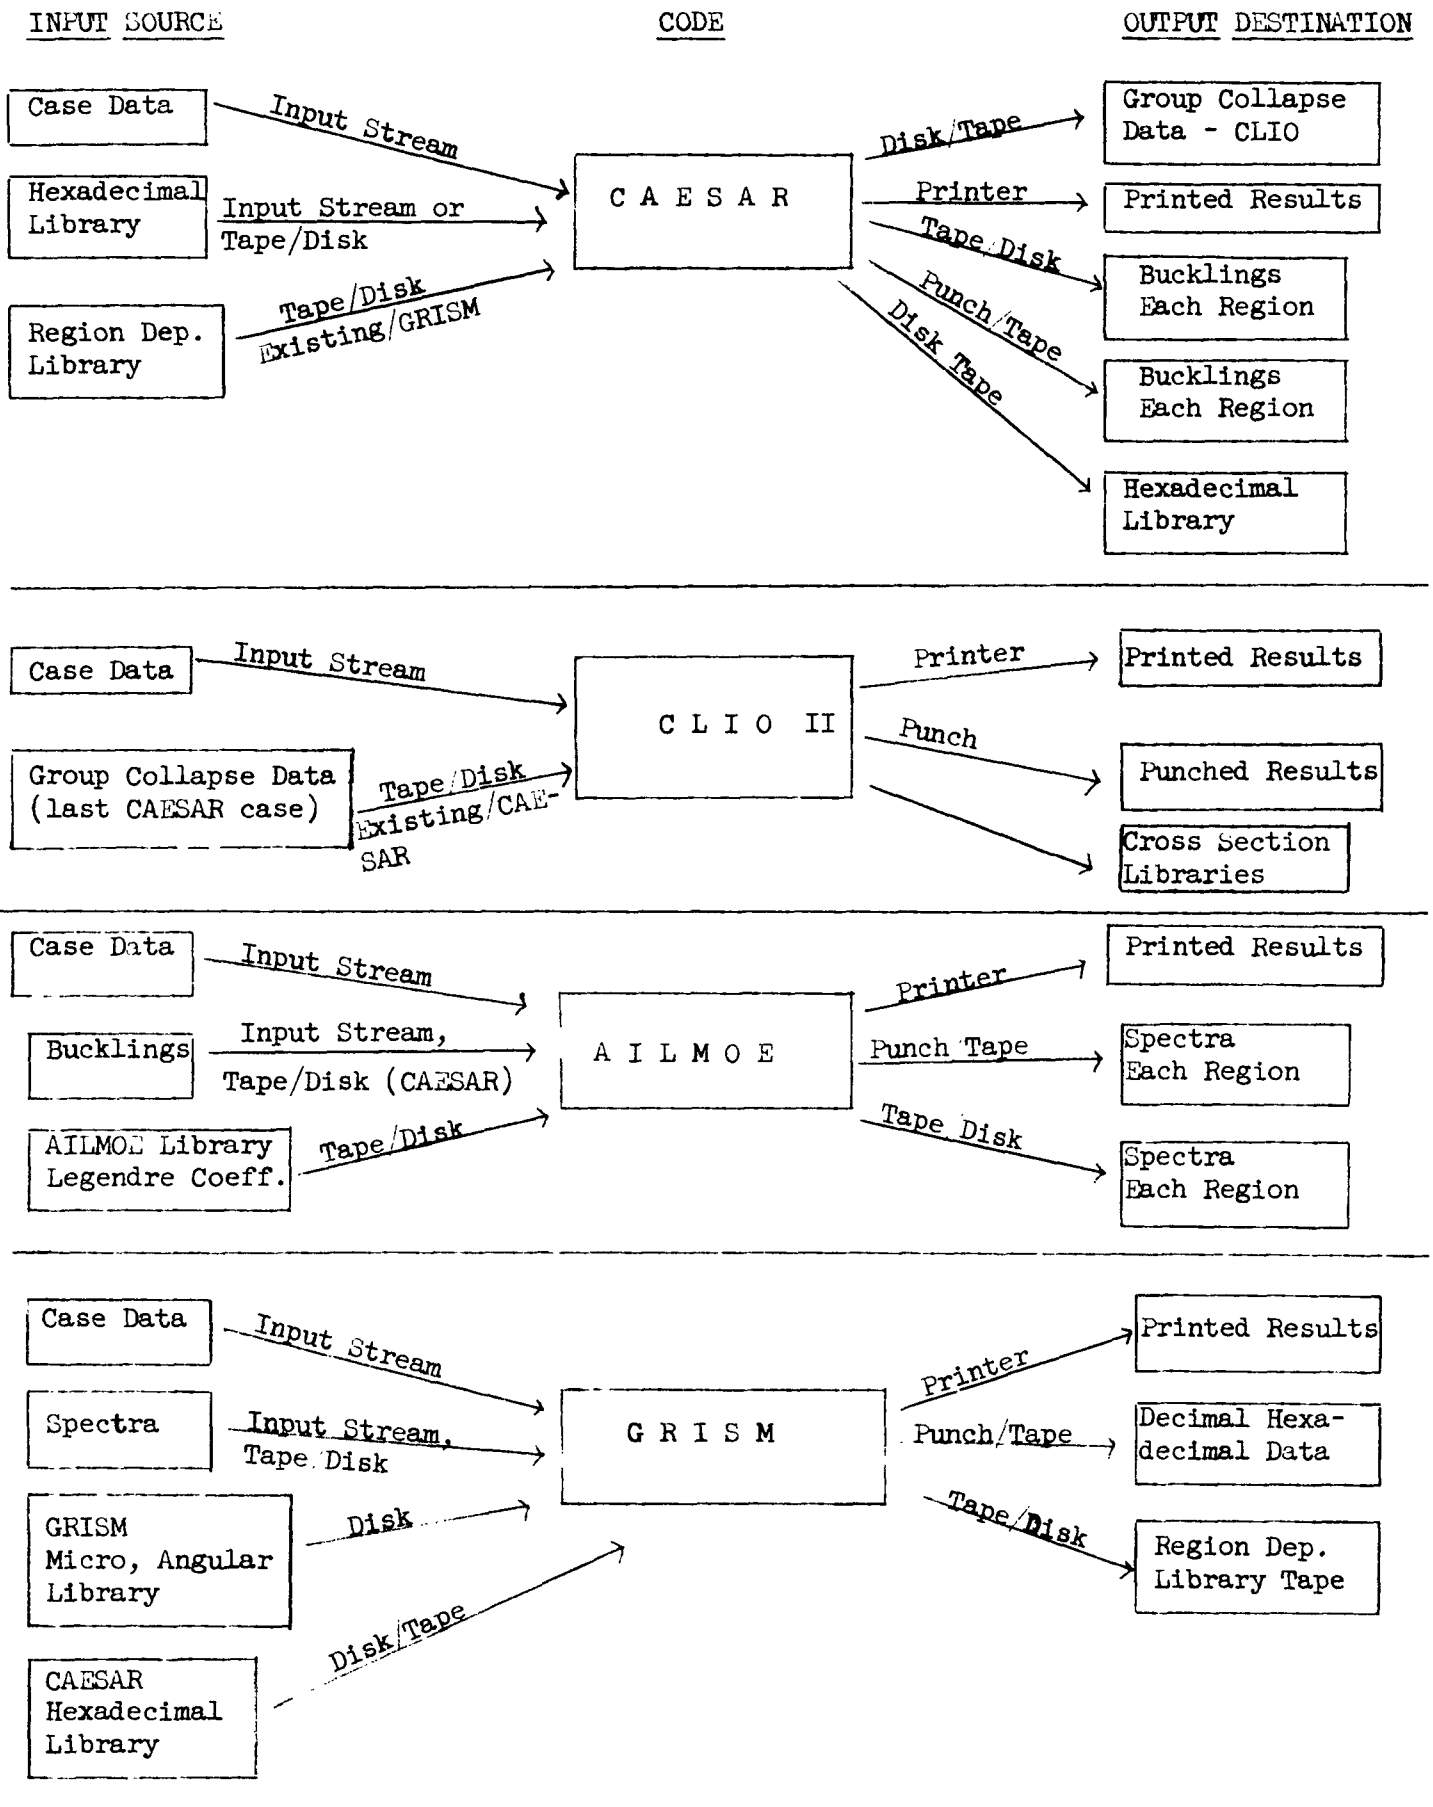 INPUT SOURCE
CODE
OUTPUT DESTINATION
Case Data
Input Stream
Hexadecimal
Library
Input Stream or
Tape/Disk
Region Dep.
Library
Tape/Disk
Existing/GRISM
C A E S A R
Disk/Tape
Group Collapse
Data - CLIO
Printer
Printed Results
Tape/Disk
Bucklings
Each Region
Punch/Tape
Bucklings
Each Region
Disk Tape
Hexadecimal
Library
Case Data
Input Stream
Group Collapse Data
(last CAESAR case)
Tape/Disk
Existing/CAE-
SAR
C L I O II
Printer
Printed Results
Punch
Punched Results
Cross Section
Libraries
Case Data
Input Stream
Bucklings
Input Stream,
Tape/Disk (CAESAR)
AILMOE Library
Legendre Coeff.
Tape/Disk
A I L M O E
Printer
Printed Results
Punch Tape
Spectra
Each Region
Tape Disk
Spectra
Each Region
Case Data
Input Stream
Spectra
Input Stream,
Tape/Disk
GRISM
Micro, Angular
Library
Disk
CAESAR
Hexadecimal
Library
Disk/Tape
G R I S M
Printer
Printed Results
Punch/Tape
Decimal Hexa-
decimal Data
Tape/Disk
Region Dep.
Library Tape